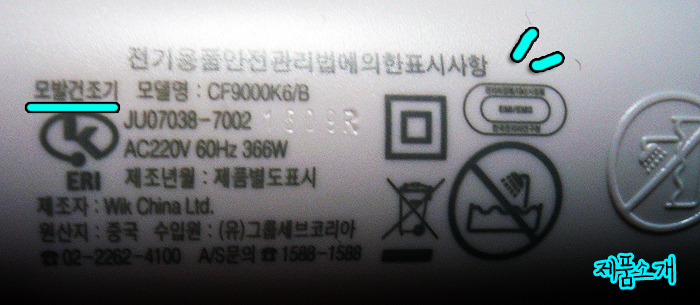 전기용품안전관리법에의한표시사항
모발건조기 모델명 : CF9000K6/B
JU07038-7002
AC220V 60Hz 366W
ERI 제조년월 : 제품별도표시
제조자 : Wik China Ltd.
원산지 : 중국 수입원 : (유)그룹세브코리아
☎ 02-2262-4100 A/S문의 ☎ 1588-1588
EMI/EMS
제품소개